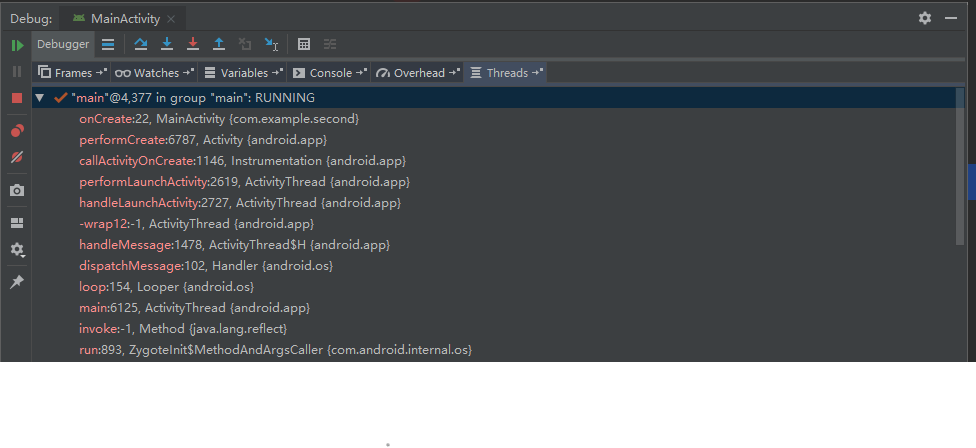 Debug: MainActivity
Debugger
Frames Watches Variables Console Overhead Threads
"main"@4,377 in group "main": RUNNING
onCreate:22, MainActivity {com.example.second}
performCreate:6787, Activity {android.app}
callActivityOnCreate:1146, Instrumentation {android.app}
performLaunchActivity:2619, ActivityThread {android.app}
handleLaunchActivity:2727, ActivityThread {android.app}
-wrap12:-1, ActivityThread {android.app}
handleMessage:1478, ActivityThread$H {android.app}
dispatchMessage:102, Handler {android.os}
loop:154, Looper {android.os}
main:6125, ActivityThread {android.app}
invoke:-1, Method {java.lang.reflect}
run:893, ZygoteInit$MethodAndArgsCaller {com.android.internal.os}